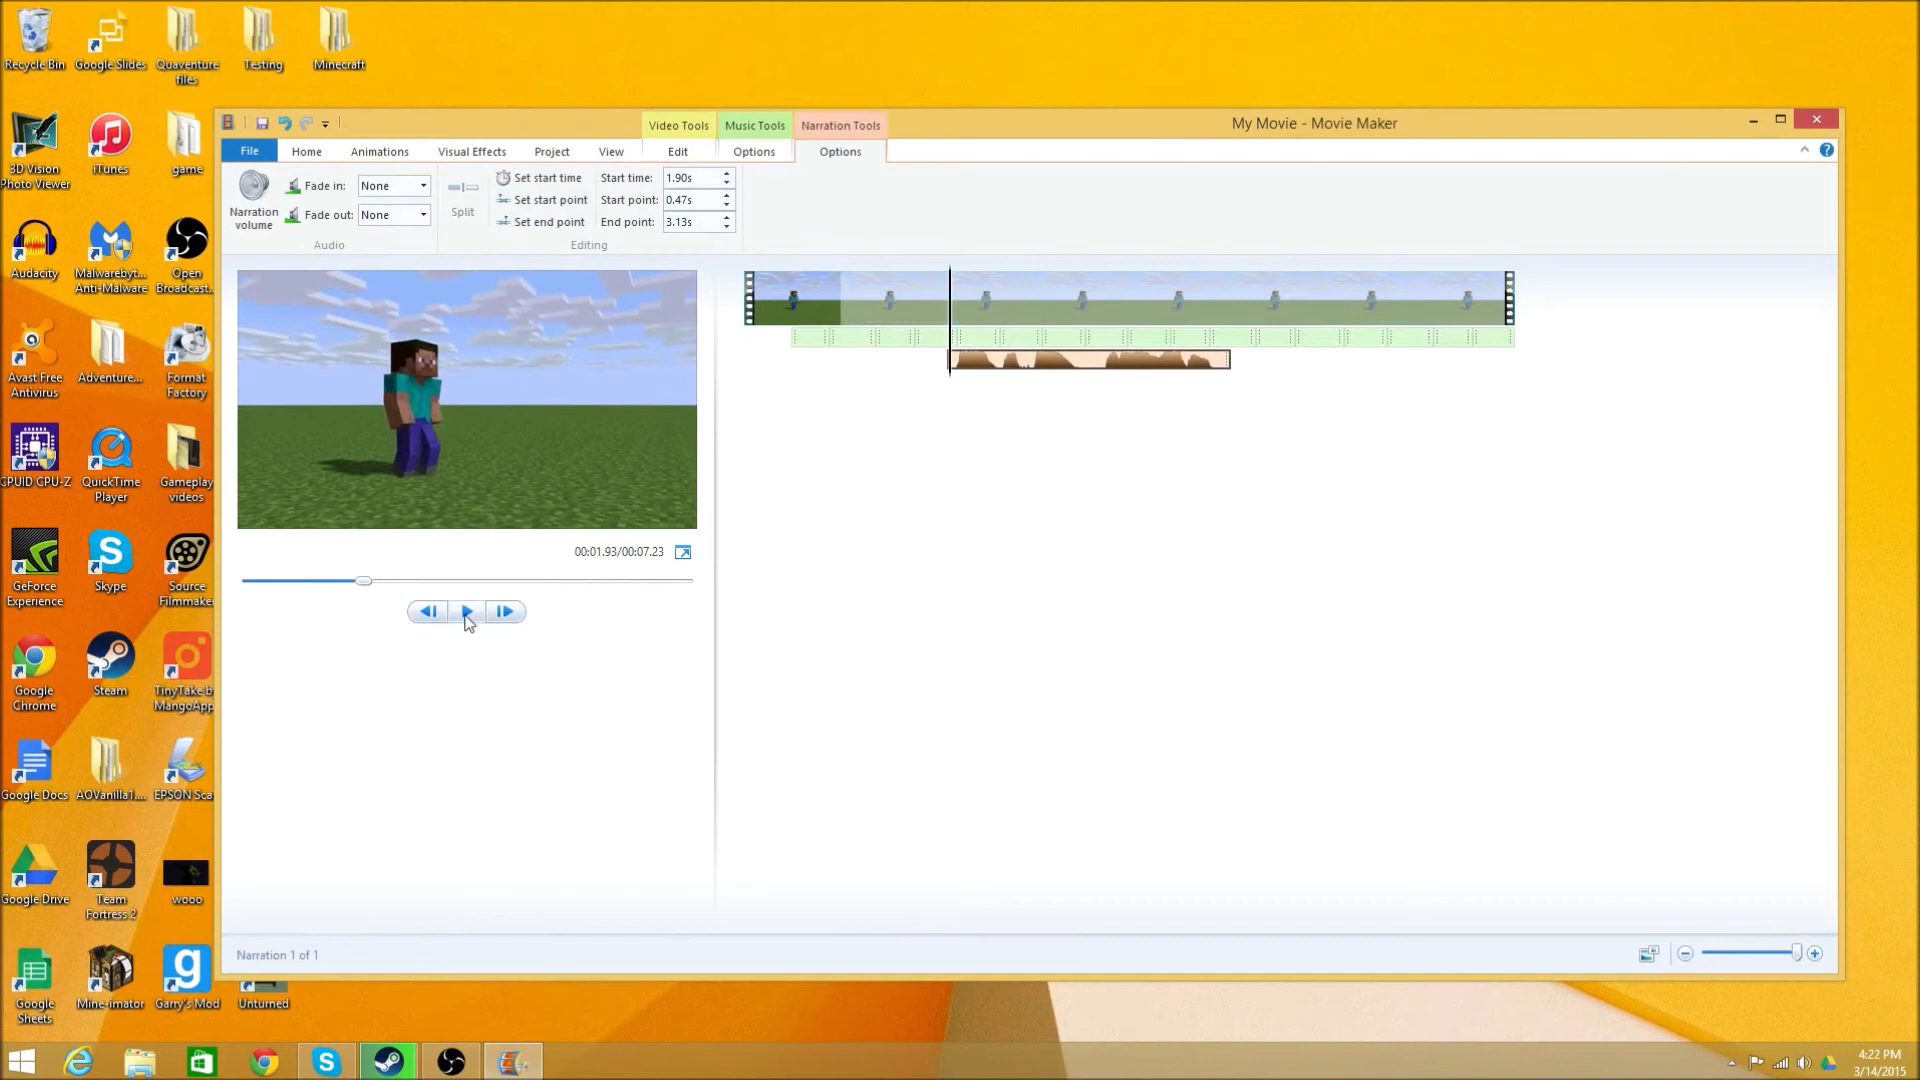 Recycle Bin
Google Slides
Quaventure
files
Testing
Minecraft
3D Vision
Photo Viewer
iTunes
game
Audacity
Malwarebyt...
Anti-Malware
Open
Broadcast...
Avast Free
Antivirus
Adventure...
Format
Factory
CPUID CPU-Z
QuickTime
Player
Gameplay
videos
GeForce
Experience
Skype
Source
Filmmaker
Google
Chrome
Steam
TinyTake b
MangoApp
Google Docs
AOVanilla1....
EPSON Sca
Google Drive
Team
Fortress 2
wooo
Google
Sheets
Mine-imator
Garry's Mod
Unturned
Video Tools
Music Tools
Narration Tools
My Movie - Movie Maker
File
Home
Animations
Visual Effects
Project
View
Edit
Options
Options
Narration
volume
Fade in:
None
Fade out:
None
Audio
Split
Set start time
Set start point
Set end point
Start time:
1.90s
Start point:
0.47s
End point:
3.13s
Editing
00:01.93/00:07.23
Narration 1 of 1
4:22 PM
3/14/2015